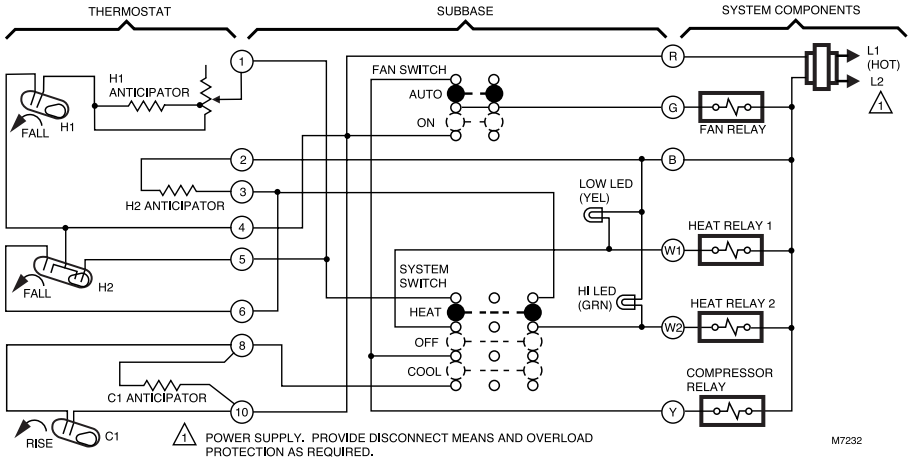 THERMOSTAT
SUBBASE
SYSTEM COMPONENTS
H1
ANTICIPATOR
1
FAN SWITCH
AUTO
ON
R
L1
(HOT)
L2
1
G
FAN RELAY
FALL
H1
2
B
3
H2 ANTICIPATOR
LOW LED
(YEL)
4
HEAT RELAY 1
W1
5
FALL
H2
SYSTEM
SWITCH
HEAT
OFF
COOL
HI LED
(GRN)
HEAT RELAY 2
W2
6
8
C1 ANTICIPATOR
COMPRESSOR
RELAY
10
Y
RISE
C1
1
POWER SUPPLY. PROVIDE DISCONNECT MEANS AND OVERLOAD
PROTECTION AS REQUIRED.
M7232